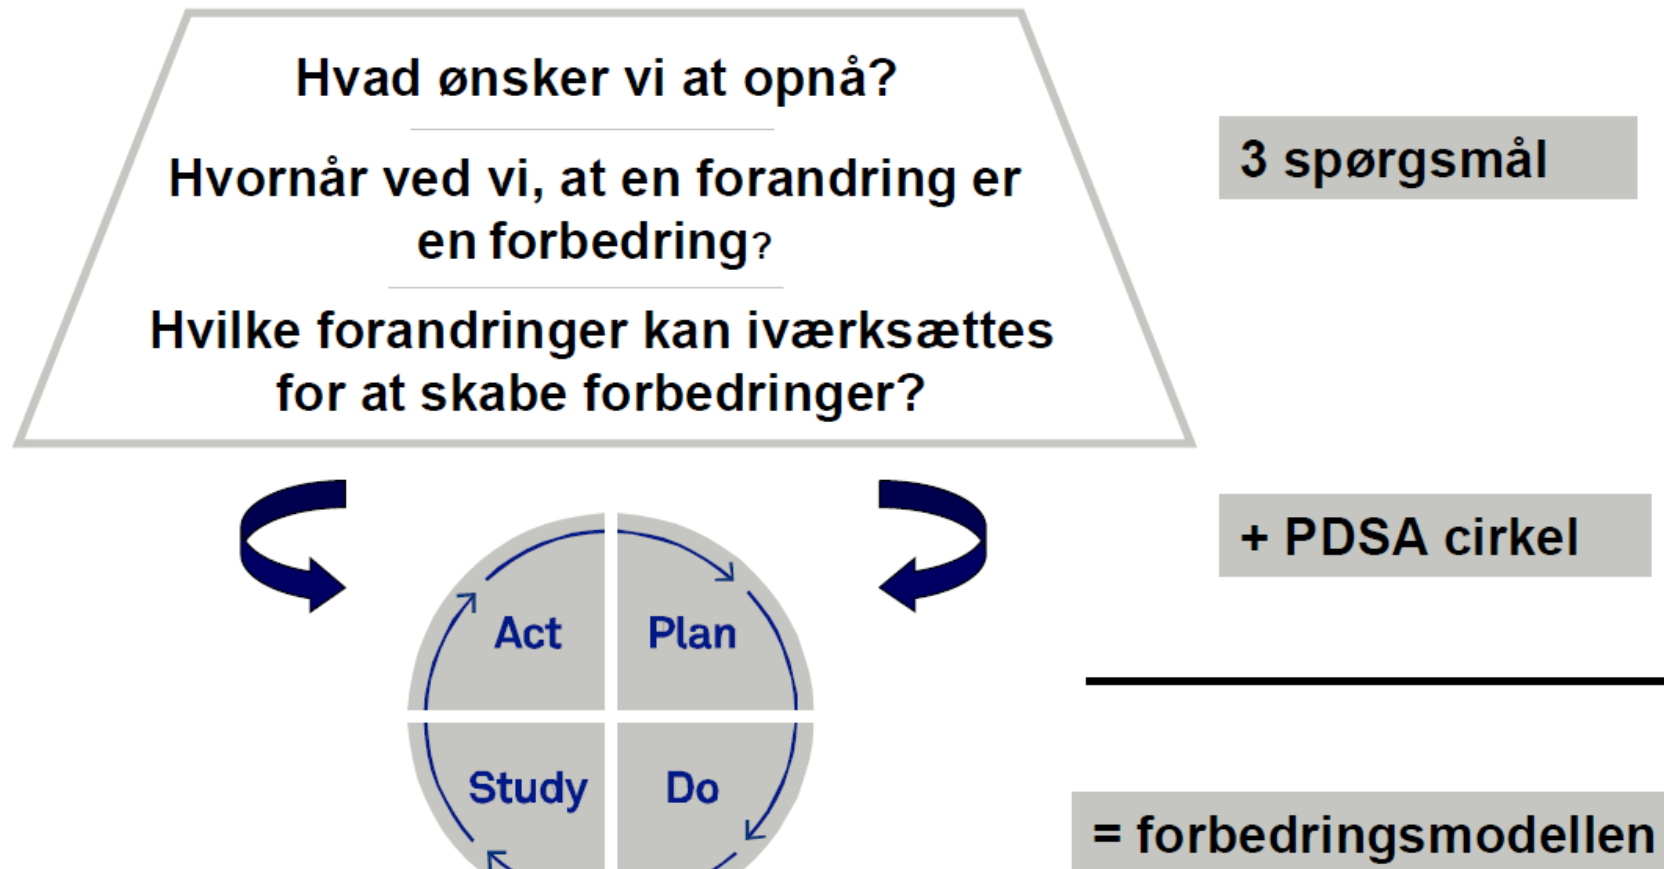 Hvad ønsker vi at opnå?
Hvornår ved vi, at en forandring er
en forbedring?
Hvilke forandringer kan iværksættes
for at skabe forbedringer?
3 spørgsmål
+ PDSA cirkel
Act
Plan
Study
Do
= forbedringsmodellen